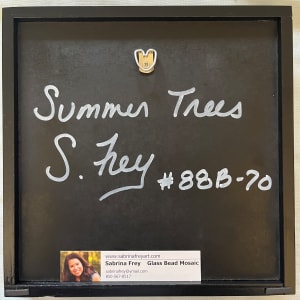 Summer Trees
S. Frey #88B-70
www.sabrinafreyart.com
Sabrina Frey Glass Bead Mosaic